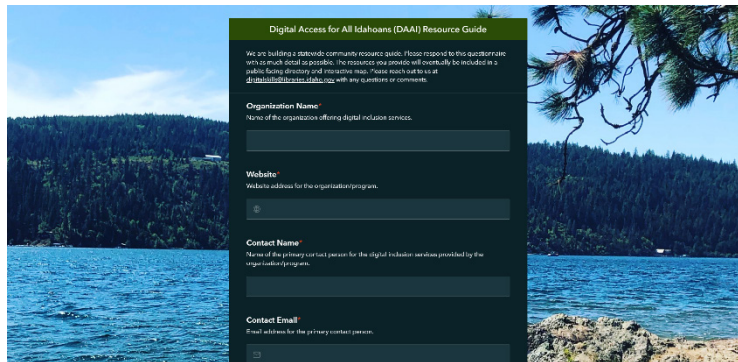 Digital Access for All Idahoans (DAAI) Resource Guide
We are building a statewide community resource guide. Please respond to this questionnaire
with as much detail as possible. The resources you provide will eventually be included in a
public facing directory and interactive map. Please reach out to us at
digitalskills@libraries.idaho.gov with any questions or comments.
Organization Name*
Name of the organization offering digital inclusion services.
Website*
Website address for the organization/program.
Contact Name*
Name of the primary contact person for the digital inclusion services provided by the
organization/program.
Contact Email*
Email address for the primary contact person.